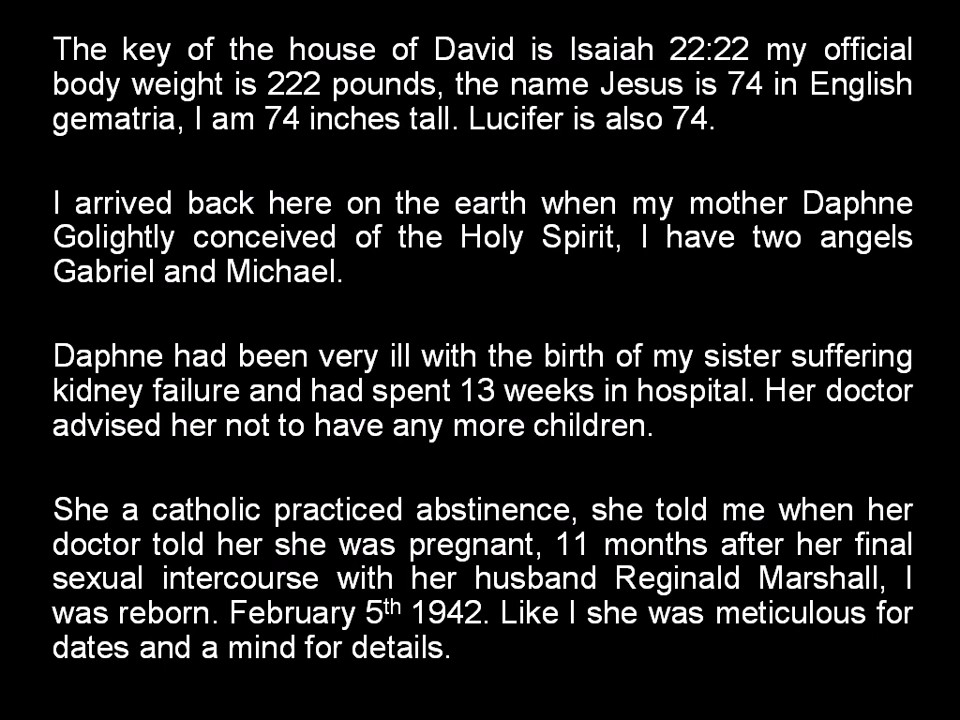 The key of the house of David is Isaiah 22:22 my official
body weight is 222 pounds, the name Jesus is 74 in English
gematria, I am 74 inches tall. Lucifer is also 74.
I arrived back here on the earth when my mother Daphne
Golightly conceived of the Holy Spirit, I have two angels
Gabriel and Michael.
Daphne had been very ill with the birth of my sister suffering
kidney failure and had spent 13 weeks in hospital. Her doctor
advised her not to have any more children.
She a catholic practiced abstinence, she told me when her
doctor told her she was pregnant, 11 months after her final
sexual intercourse with her husband Reginald Marshall, I
was reborn. February 5th 1942. Like I she was meticulous for
dates and a mind for details.